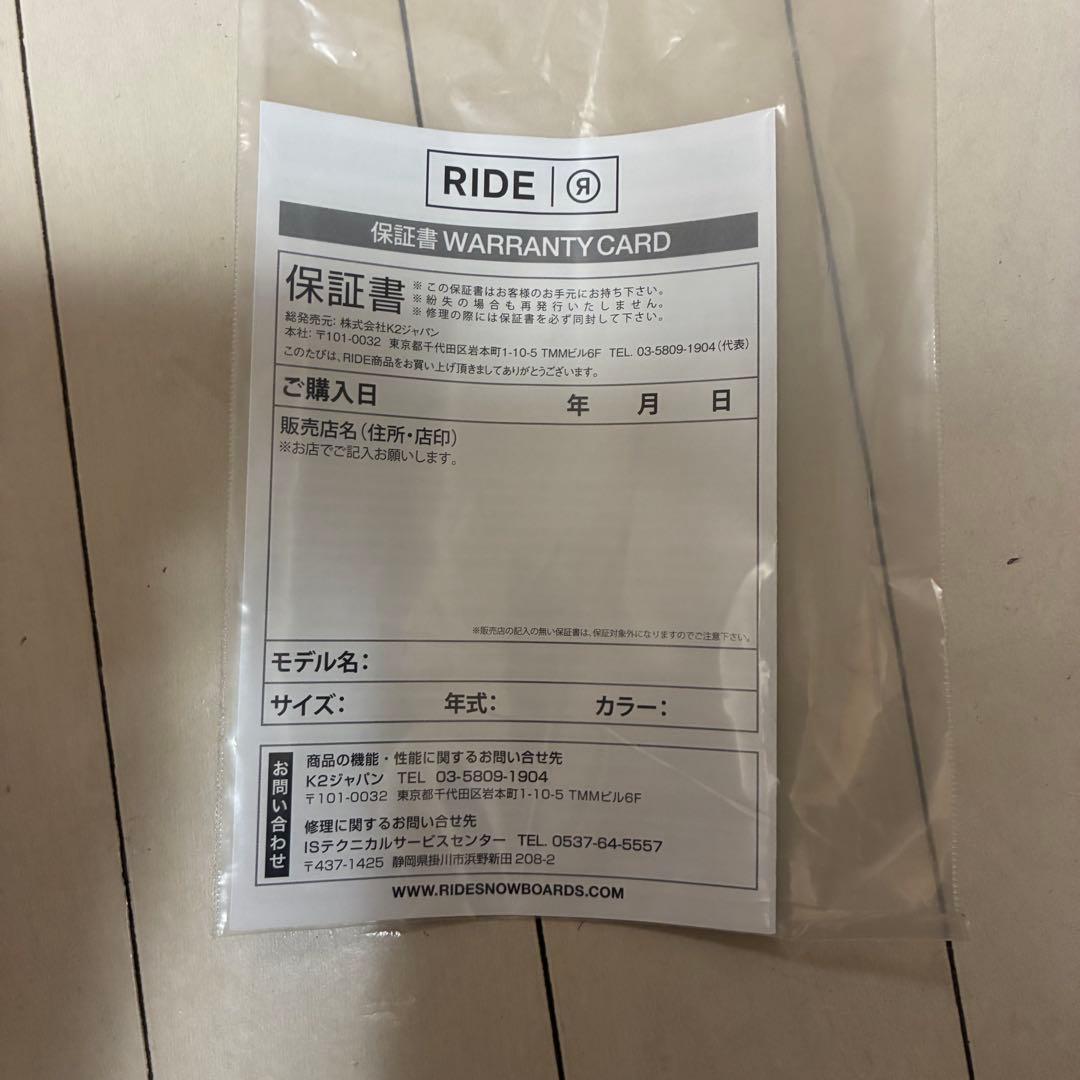 RIDE Ⓡ
保証書 WARRANTY CARD
保証書
※この保証書はお客様のお手元にお持ち下さい。
※紛失の場合も再発行いたしません。
※修理の際には保証書を必ず同封して下さい。
総発売元：株式会社K2ジャパン
本社：〒101-0032 東京都千代田区岩本町1-10-5 TMMビル6F TEL. 03-5809-1904（代表）
このたびは、RIDE商品をお買い上げ頂きましてありがとうございます。
ご購入日 年 月 日
販売店名（住所・店印）
※お店でご記入お願いします。
※販売店の記入の無い保証書は、保証対象外になりますのでご注意下さい。
モデル名：
サイズ： 年式： カラー：
お問い合わせ
商品の機能・性能に関するお問い合せ先
K2ジャパン TEL 03-5809-1904
〒101-0032 東京都千代田区岩本町1-10-5 TMMビル6F
修理に関するお問い合せ先
ISテクニカルサービスセンター TEL. 0537-64-5557
〒437-1425 静岡県掛川市浜野新田208-2
WWW.RIDESNOWBOARDS.COM